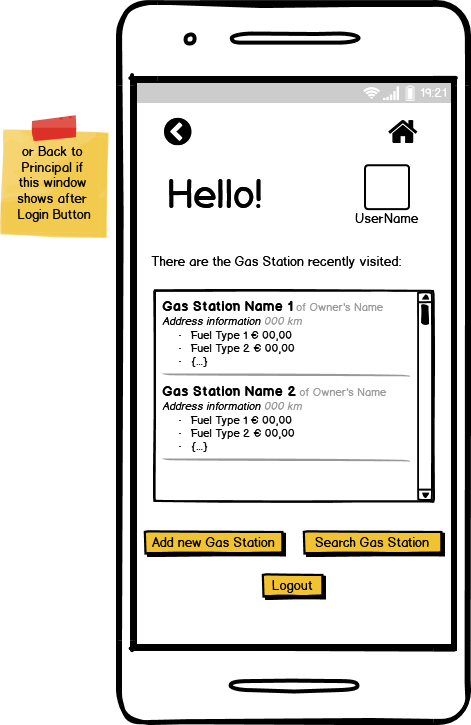 19:21
or Back to
Principal if
this window
shows after
Login Button
Hello!
UserName
There are the Gas Station recently visited:
Gas Station Name 1 of Owner's Name
Address information 000 km
- Fuel Type 1 € 00,00
- Fuel Type 2 € 00,00
- {...}
Gas Station Name 2 of Owner's Name
Address information 000 km
- Fuel Type 1 € 00,00
- Fuel Type 2 € 00,00
- {...}
Add new Gas Station
Search Gas Station
Logout